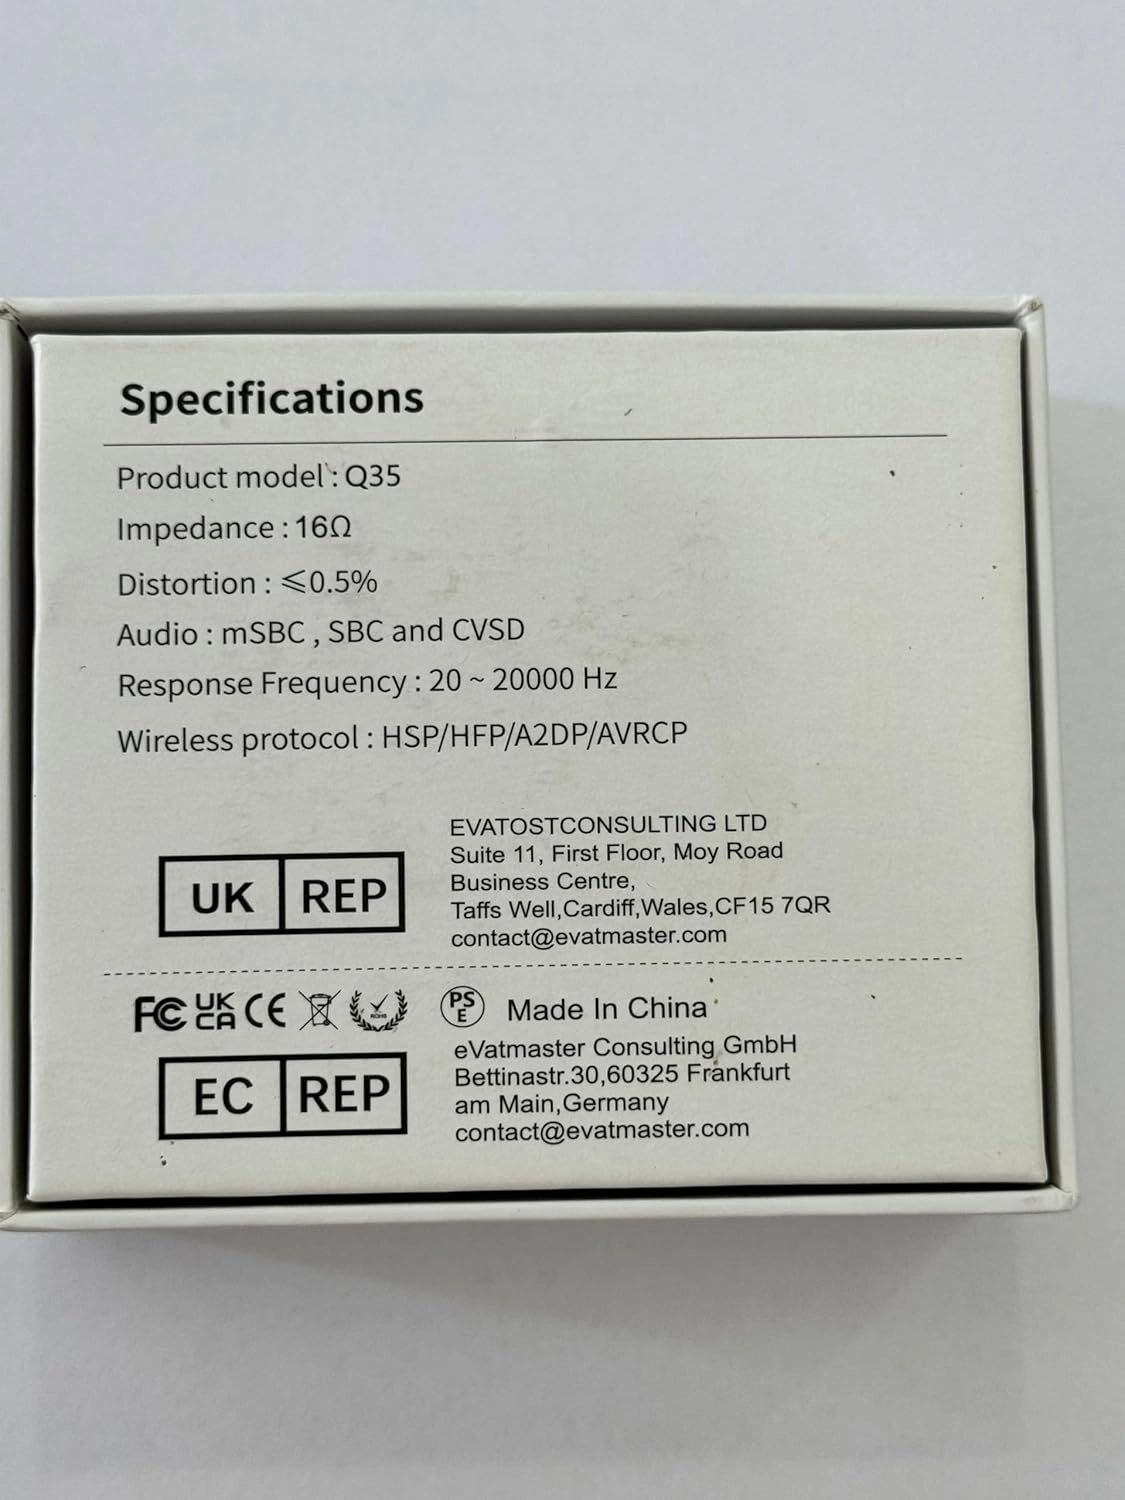 Specifications
Product model : Q35
Impedance : 16Ω
Distortion : ⩽0.5%
Audio : mSBC , SBC and CVSD
Response Frequency : 20 ~ 20000 Hz
Wireless protocol : HSP/HFP/A2DP/AVRCP
UK REP
EVATOSTCONSULTING LTD
Suite 11, First Floor, Moy Road
Business Centre,
Taffs Well,Cardiff,Wales,CF15 7QR
contact@evatmaster.com
FC UK CA CE ROHS PSE Made In China
EC REP
eVatmaster Consulting GmbH
Bettinastr.30,60325 Frankfurt
am Main,Germany
contact@evatmaster.com